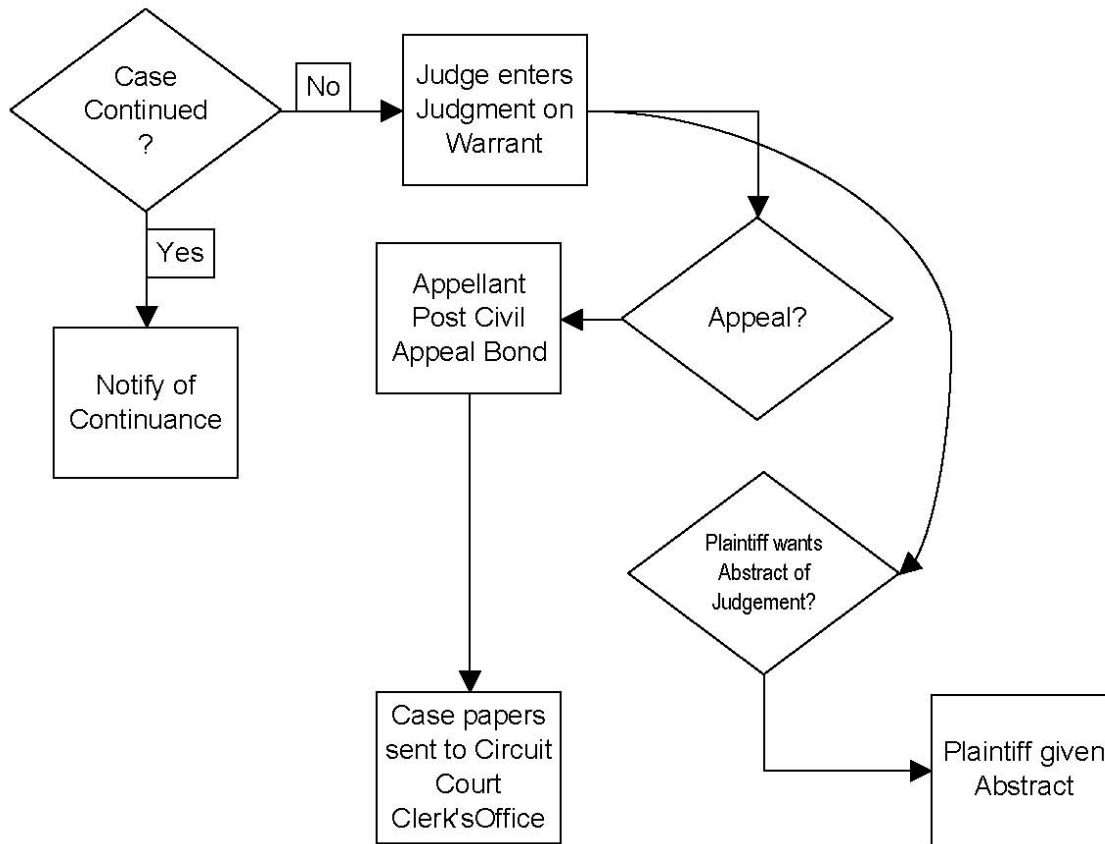 Case
Continued
?
No
Judge enters
Judgment on
Warrant
Yes
Notify of
Continuance
Appellant
Post Civil
Appeal Bond
Appeal?
Plaintiff wants
Abstract of
Judgement?
Case papers
sent to Circuit
Court
Clerk'sOffice
Plaintiff given
Abstract